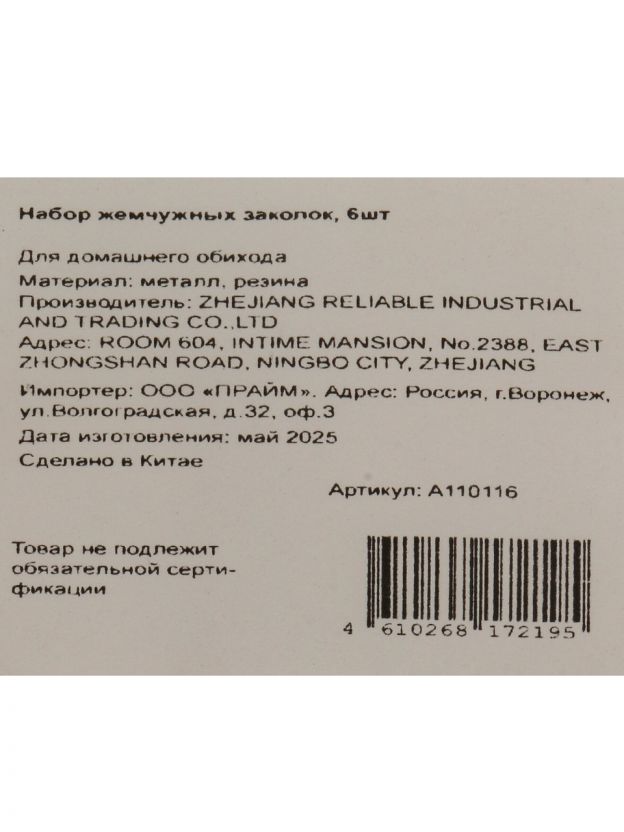 Набор жемчужных заколок, 6шт
Для домашнего обихода
Материал: металл, резина
Производитель: ZHEJIANG RELIABLE INDUSTRIAL
AND TRADING CO.,LTD
Адрес: ROOM 604, INTIME MANSION, No.2388, EAST
ZHONGSHAN ROAD, NINGBO CITY, ZHEJIANG
Импортер: ООО «ПРАЙМ». Адрес: Россия, г.Воронеж,
ул.Волгоградская, д.32, оф.3
Дата изготовления: май 2025
Сделано в Китае
Артикул: А110116
Товар не подлежит
обязательной серти-
фикации
4 610268 172195